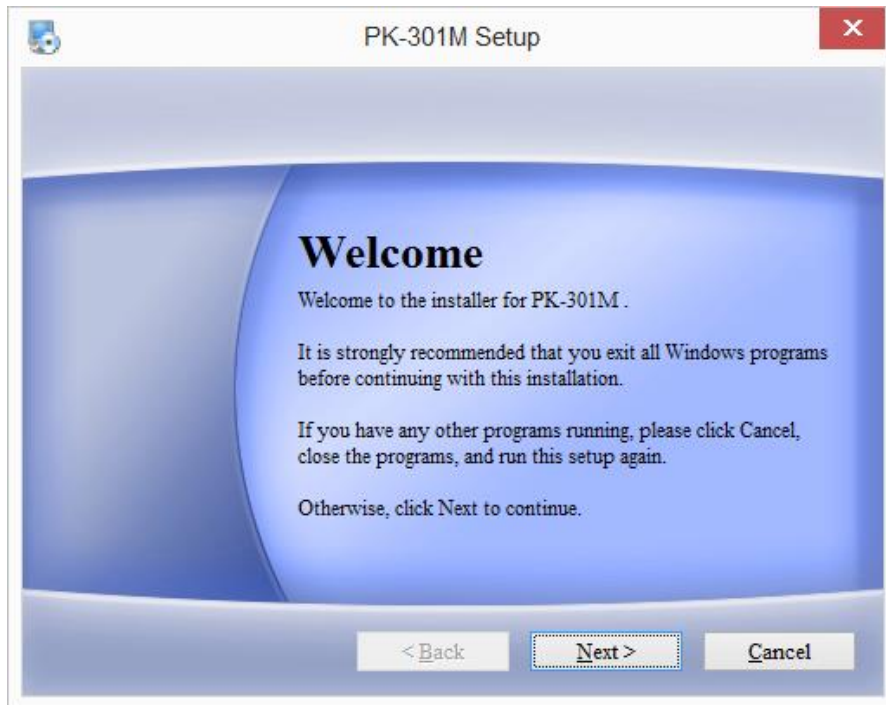 PK-301M Setup
Welcome
Welcome to the installer for PK-301M .
It is strongly recommended that you exit all Windows programs
before continuing with this installation.
If you have any other programs running, please click Cancel,
close the programs, and run this setup again.
Otherwise, click Next to continue.
< Back Next > Cancel